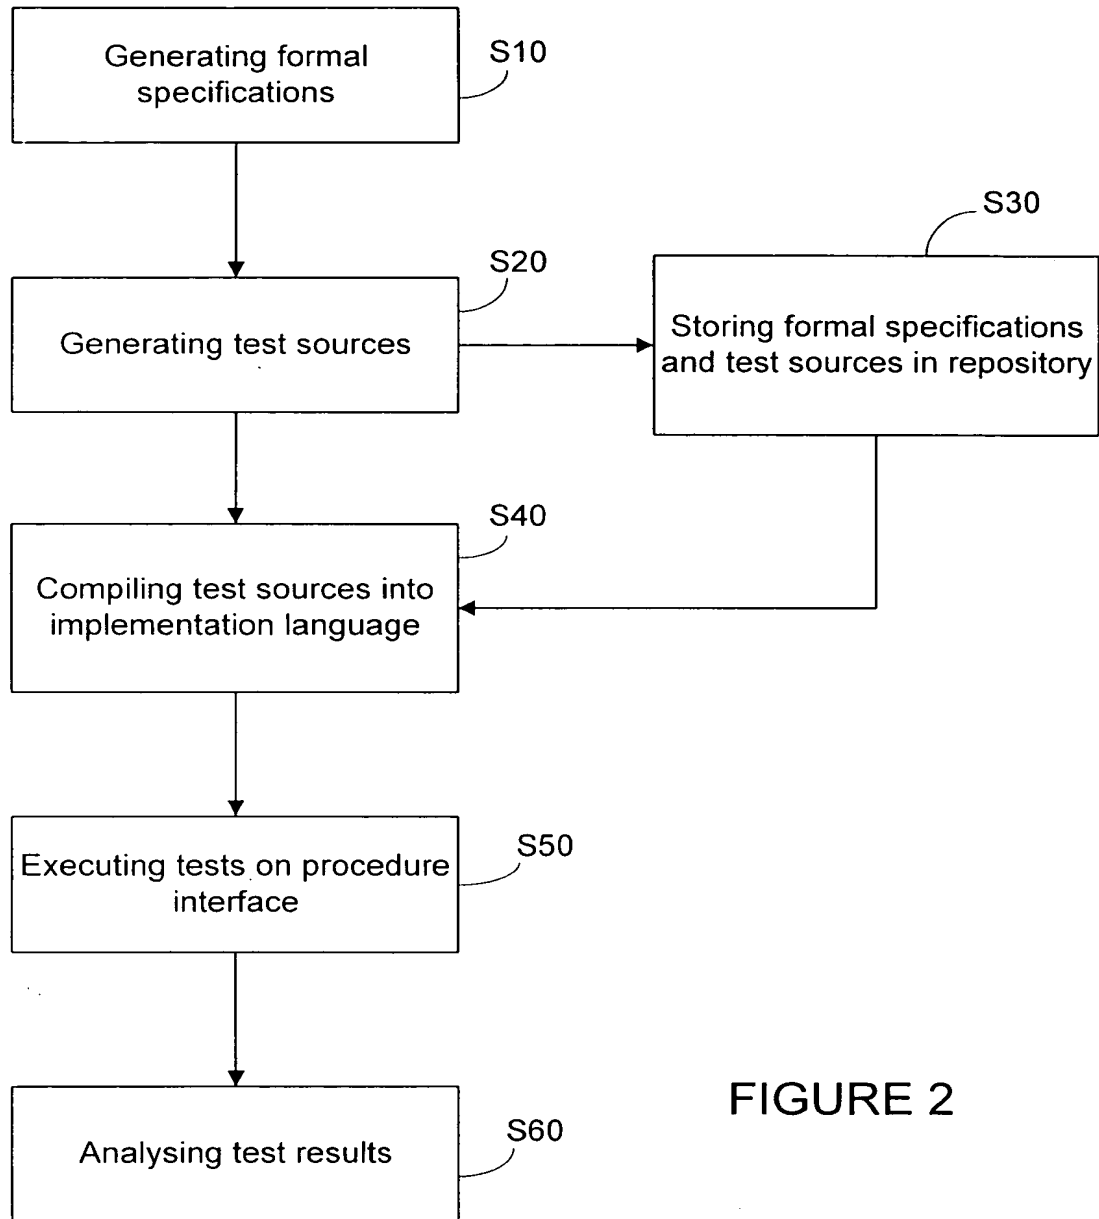 Generating formal
specifications
S10
S30
S20
Generating test sources
Storing formal specifications
and test sources in repository
S40
Compiling test sources into
implementation language
S50
Executing tests on procedure
interface
FIGURE 2
S60
Analysing test results